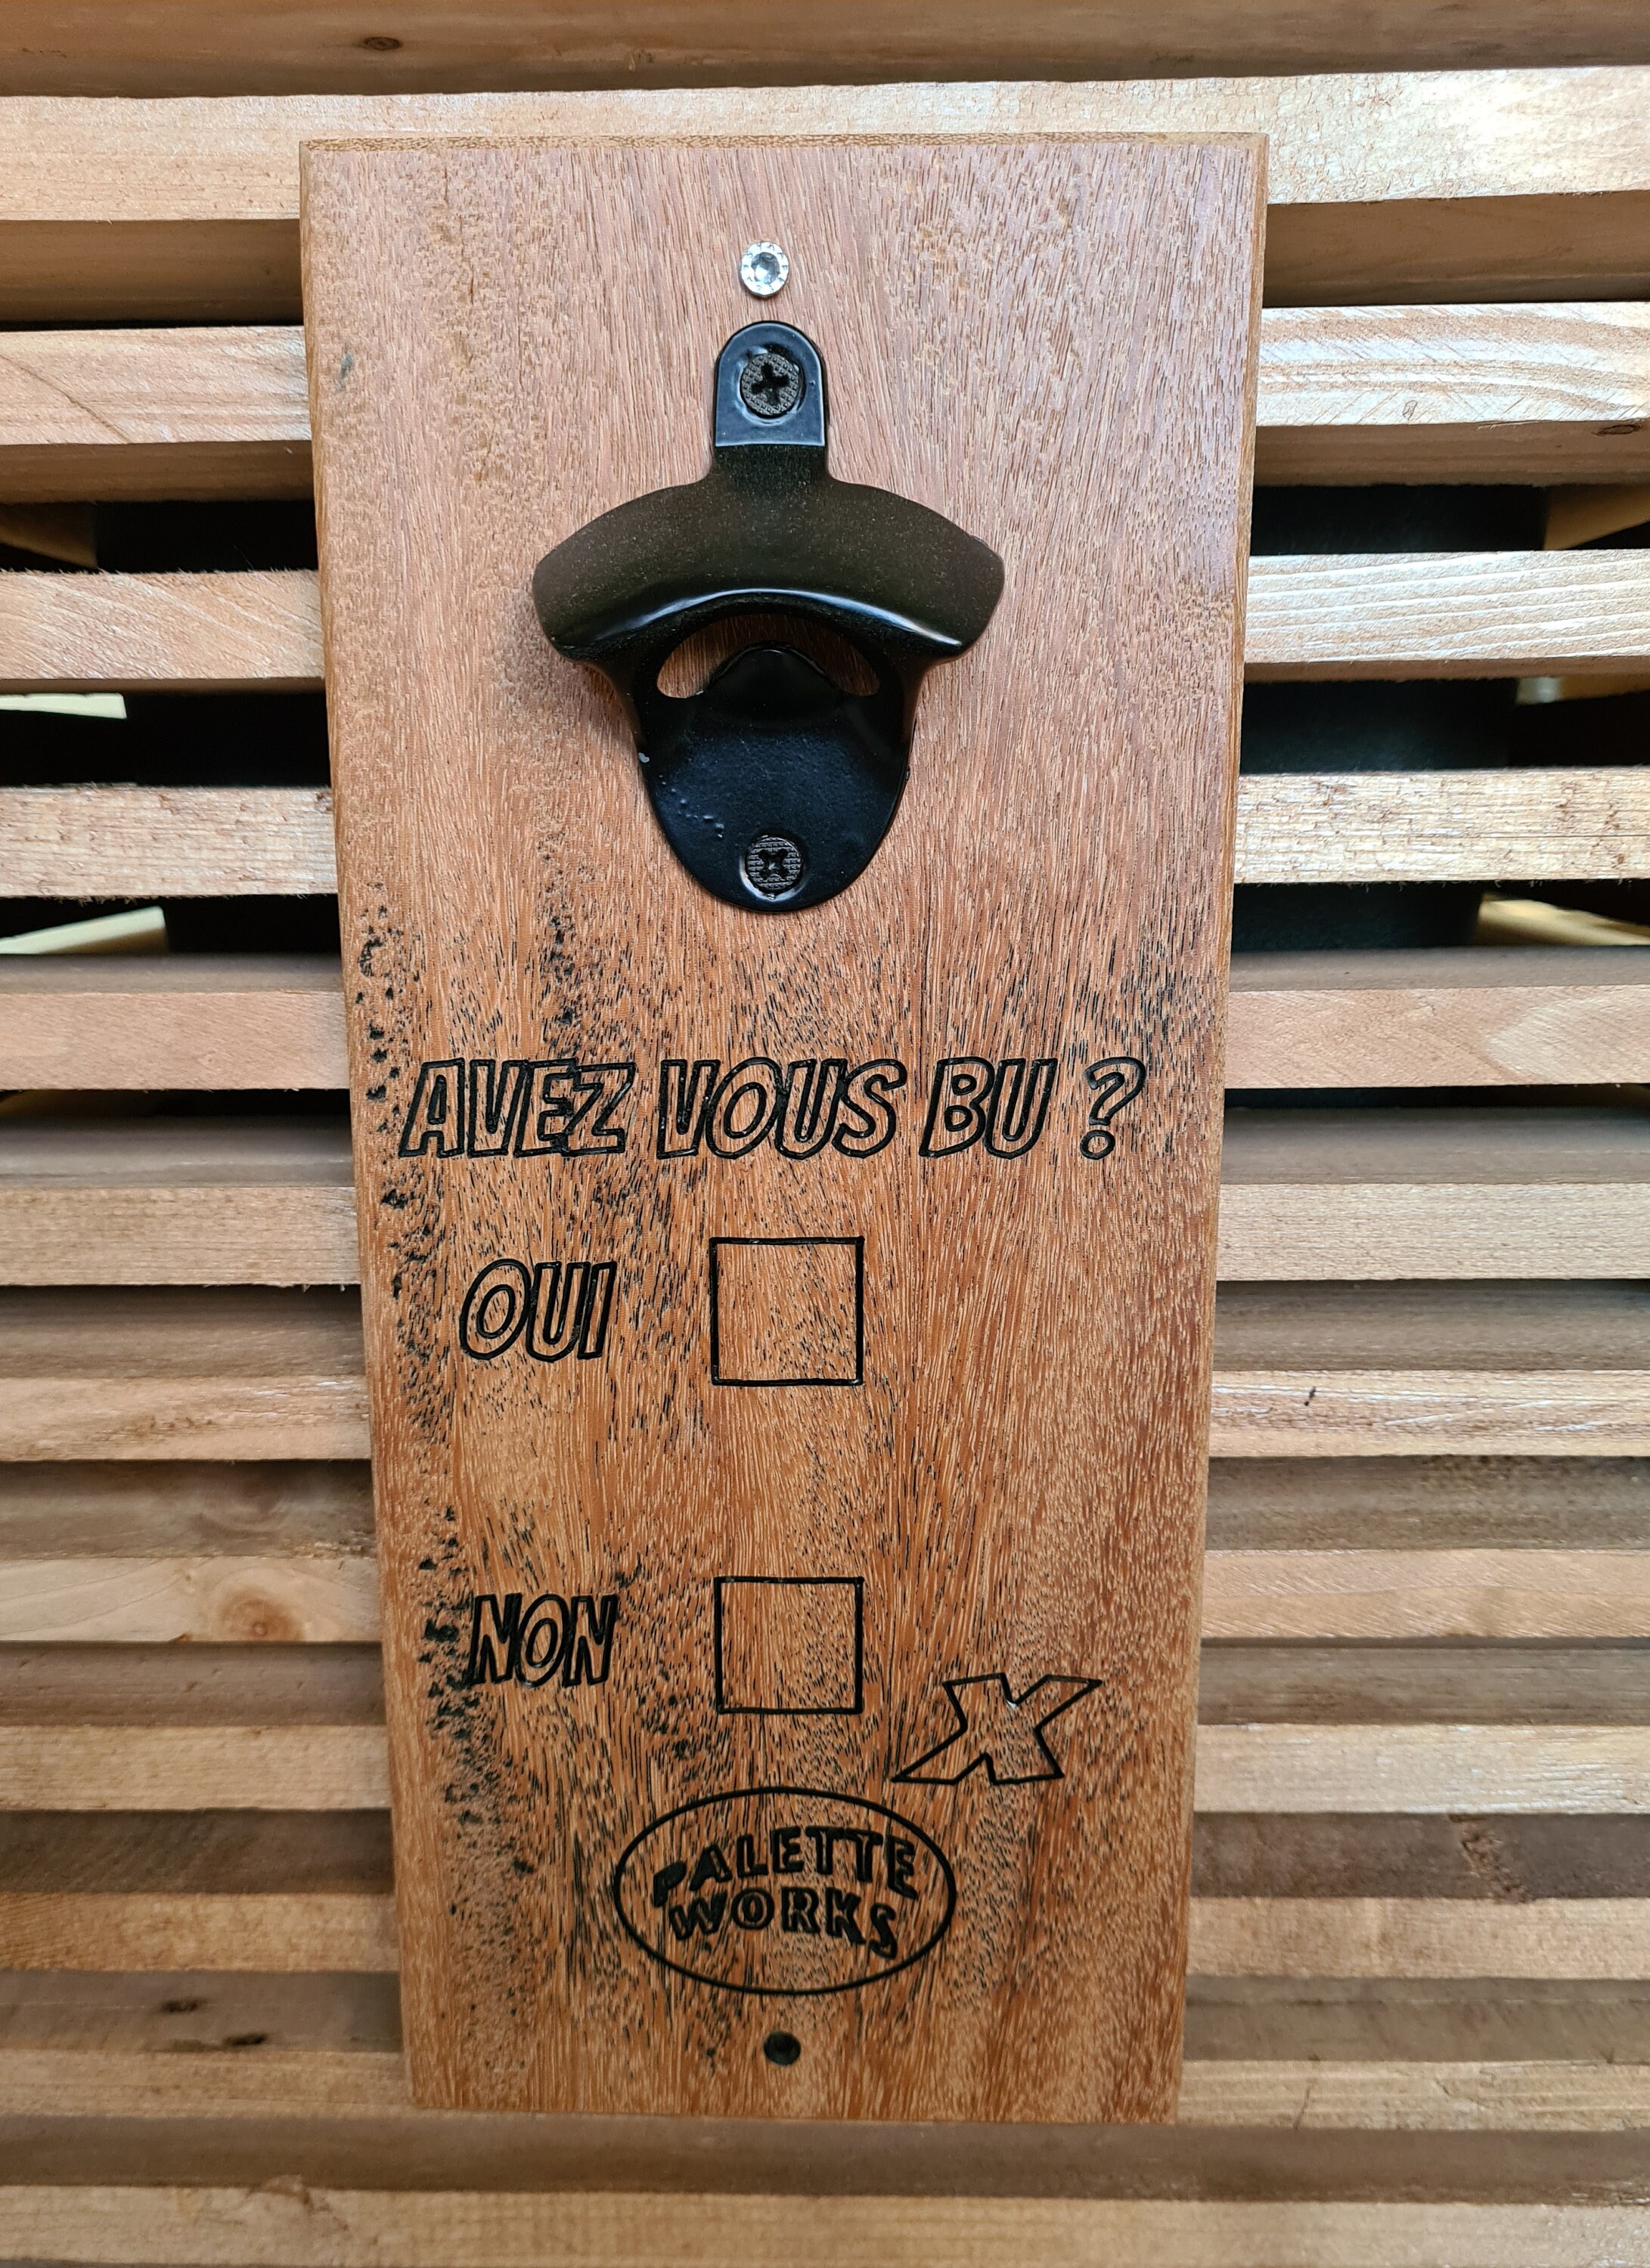 AVEZ VOUS BU ?
OUI
NON
X
PALETTE
WORKS